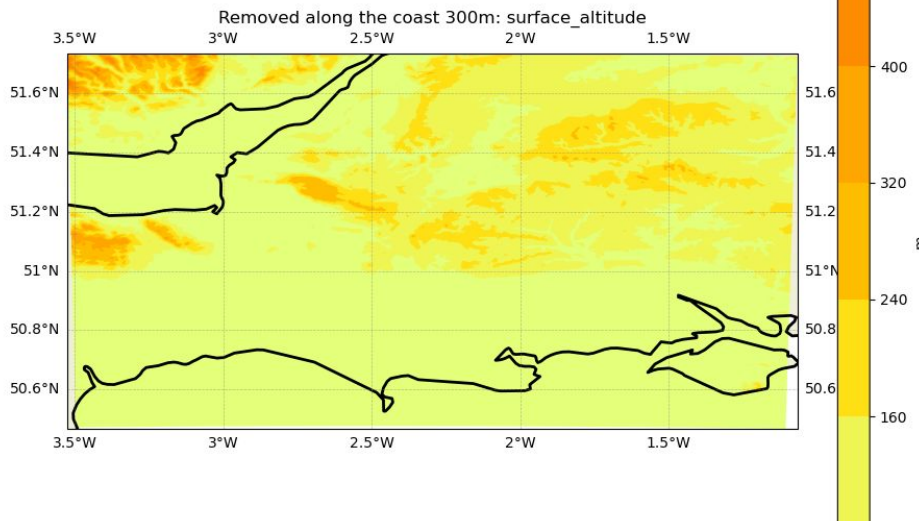 Removed along the coast 300m: surface_altitude
3.5°W 3°W 2.5°W 2°W 1.5°W
51.6°N 51.6
51.4°N 51.4
51.2°N 51.2
51°N 51°N
50.8°N 50.8
50.6°N 50.6
3.5°W 3°W 2.5°W 2°W 1.5°W
400
320
240
160
m